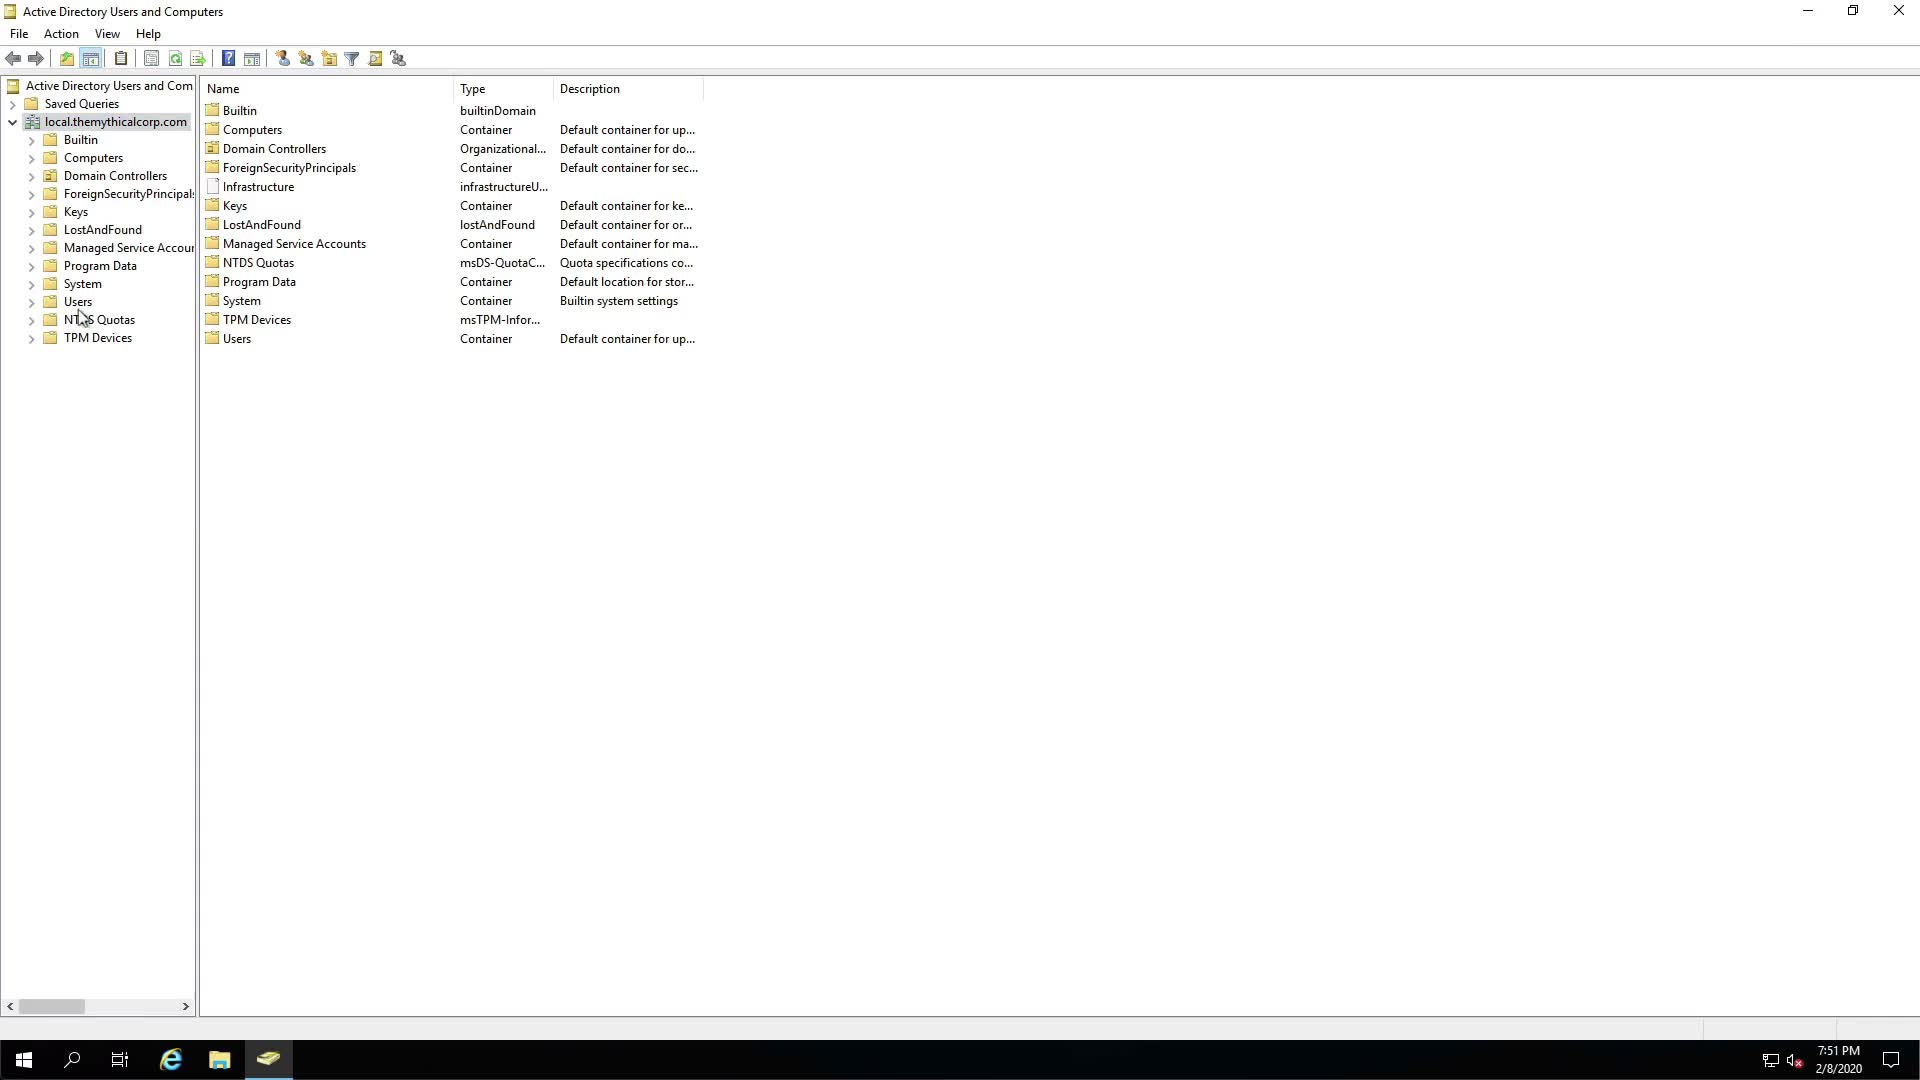 Active Directory Users and Computers
File Action View Help
Active Directory Users and Com
Saved Queries
local.themythicalcorp.com
Builtin
Computers
Domain Controllers
ForeignSecurityPrincipals
Keys
LostAndFound
Managed Service Accour
Program Data
System
Users
NTDS Quotas
TPM Devices
Name Type Description
Builtin builtinDomain
Computers Container Default container for up...
Domain Controllers Organizational... Default container for do...
ForeignSecurityPrincipals Container Default container for sec...
Infrastructure infrastructureU...
Keys Container Default container for ke...
LostAndFound lostAndFound Default container for or...
Managed Service Accounts Container Default container for ma...
NTDS Quotas msDS-QuotaC... Quota specifications co...
Program Data Container Default location for stor...
System Container Builtin system settings
TPM Devices msTPM-Infor...
Users Container Default container for up...
7:51 PM
2/8/2020